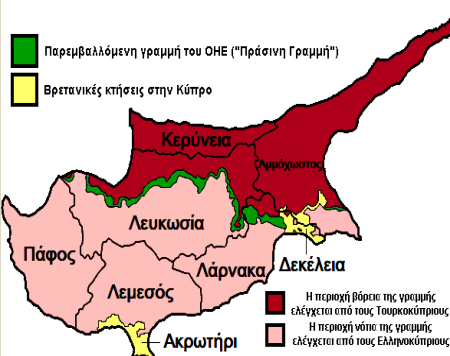 Παρεμβαλλόμενη γραμμή του ΟΗΕ ("Πράσινη Γραμμή")
Βρετανικές κτήσεις στην Κύπρο
Κερύνεια
Αμμόχωστος
Λευκωσία
Πάφος
Λάρνακα
Δεκέλεια
Λεμεσός
Ακρωτήρι
Η περιοχή βόρεια της γραμμής
ελέγχεται από τους Τουρκοκύπριους
Η περιοχή νότια της γραμμής
ελέγχεται από τους Ελληνοκύπριους